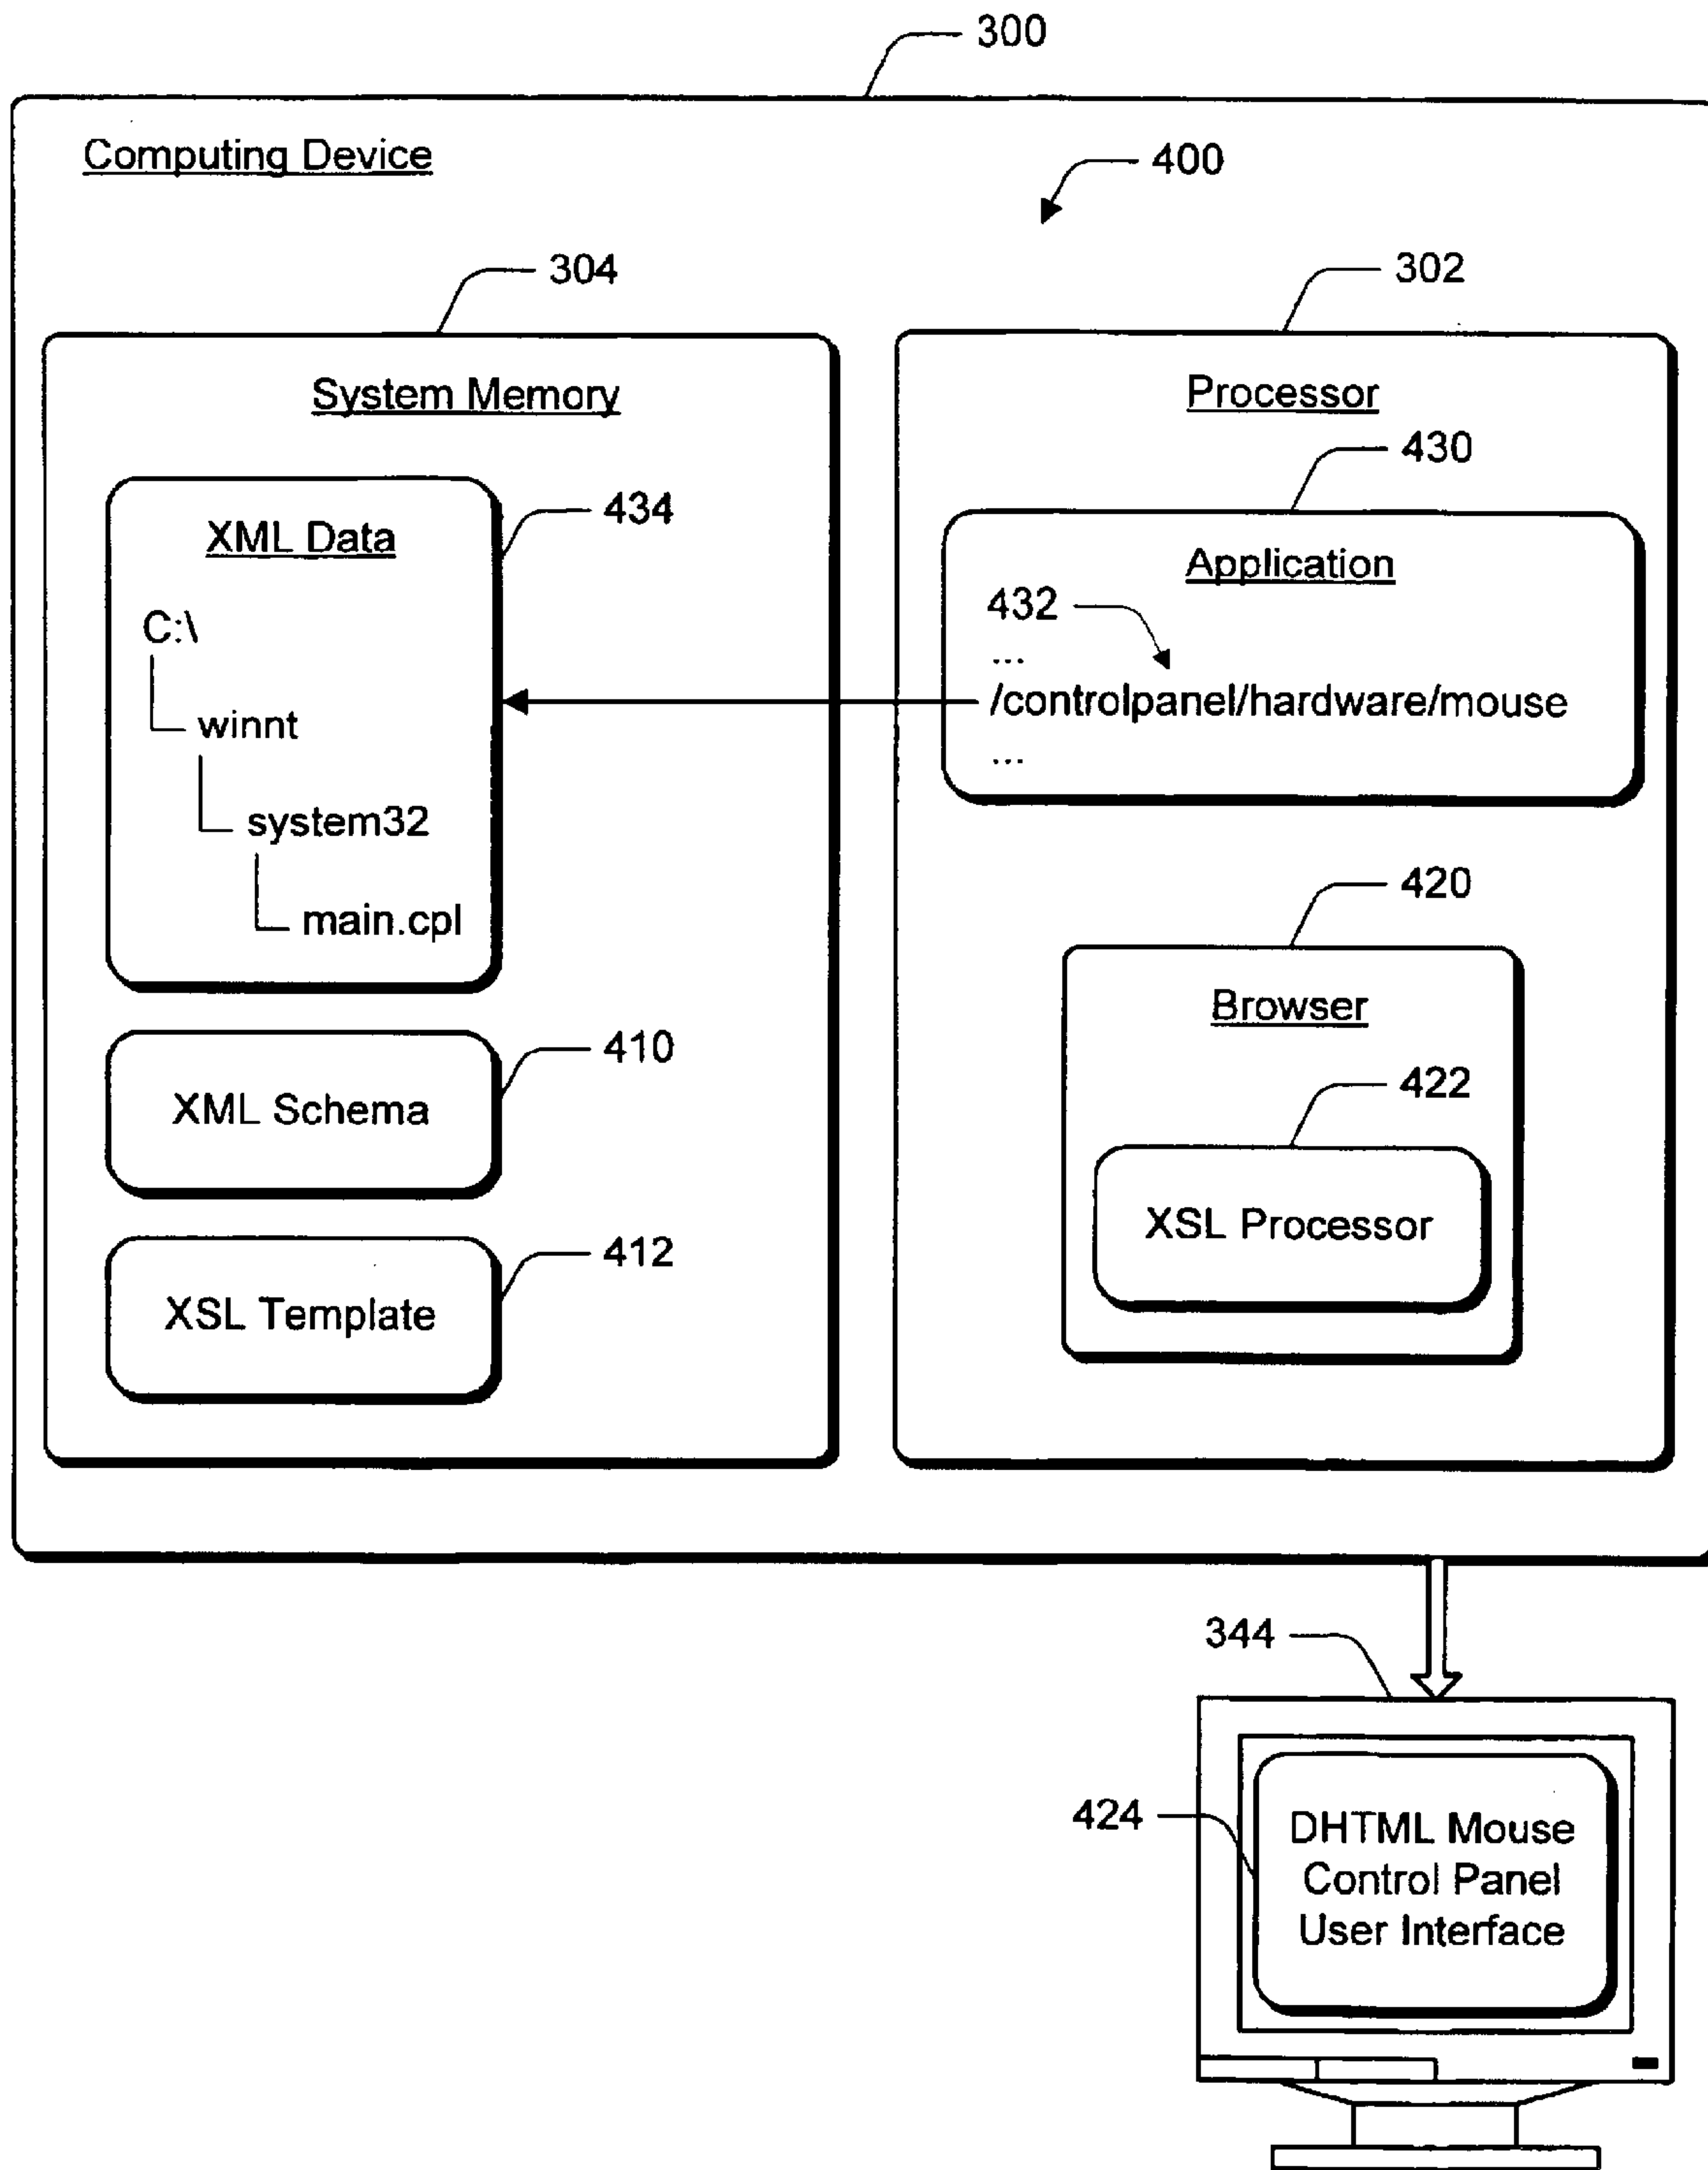 300
Computing Device
400
304
302
System Memory
Processor
430
434
XML Data
Application
432
C:\
...
/controlpanel/hardware/mouse
winnt
...
system32
420
main.cpl
Browser
410
422
XML Schema
XSL Processor
412
XSL Template
344
424
DHTML Mouse
Control Panel
User Interface